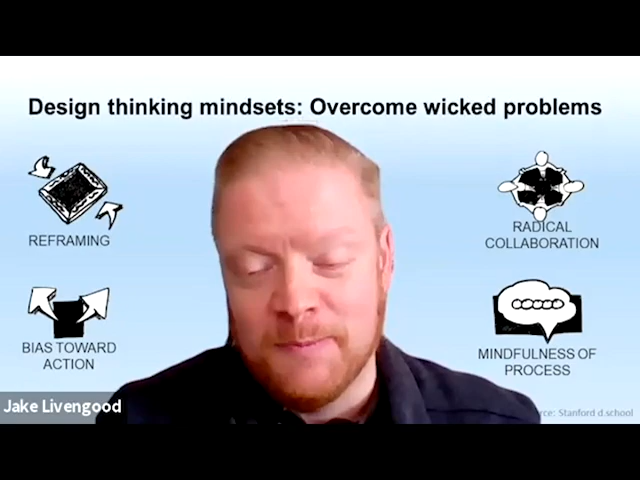 Design thinking mindsets: Overcome wicked problems
REFRAMING
RADICAL
COLLABORATION
BIAS TOWARD
ACTION
MINDFULNESS OF
PROCESS
Jake Livengood
Stanford d.school